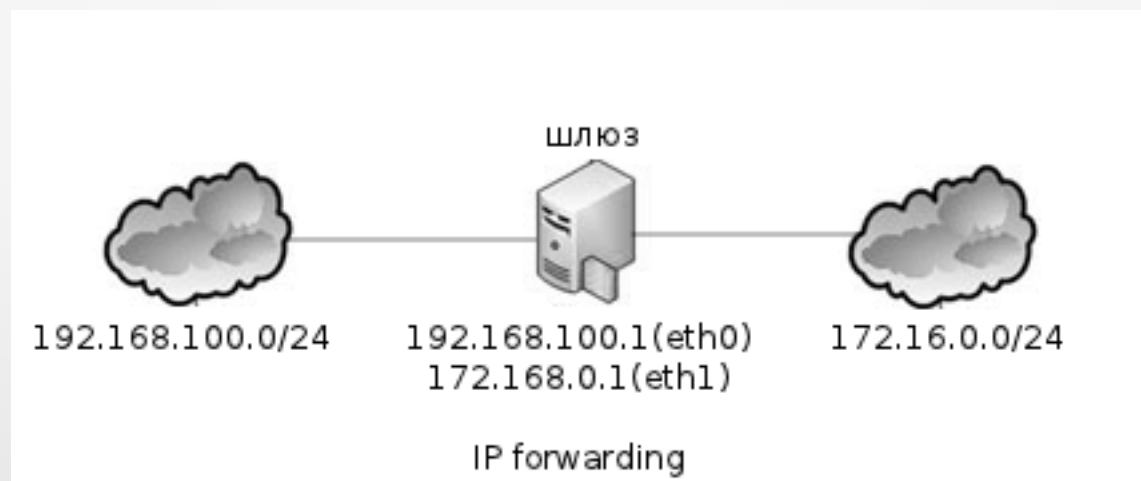 шлюз
192.168.100.0/24
192.168.100.1(eth0)
172.168.0.1(eth1)
172.16.0.0/24
IP forwarding